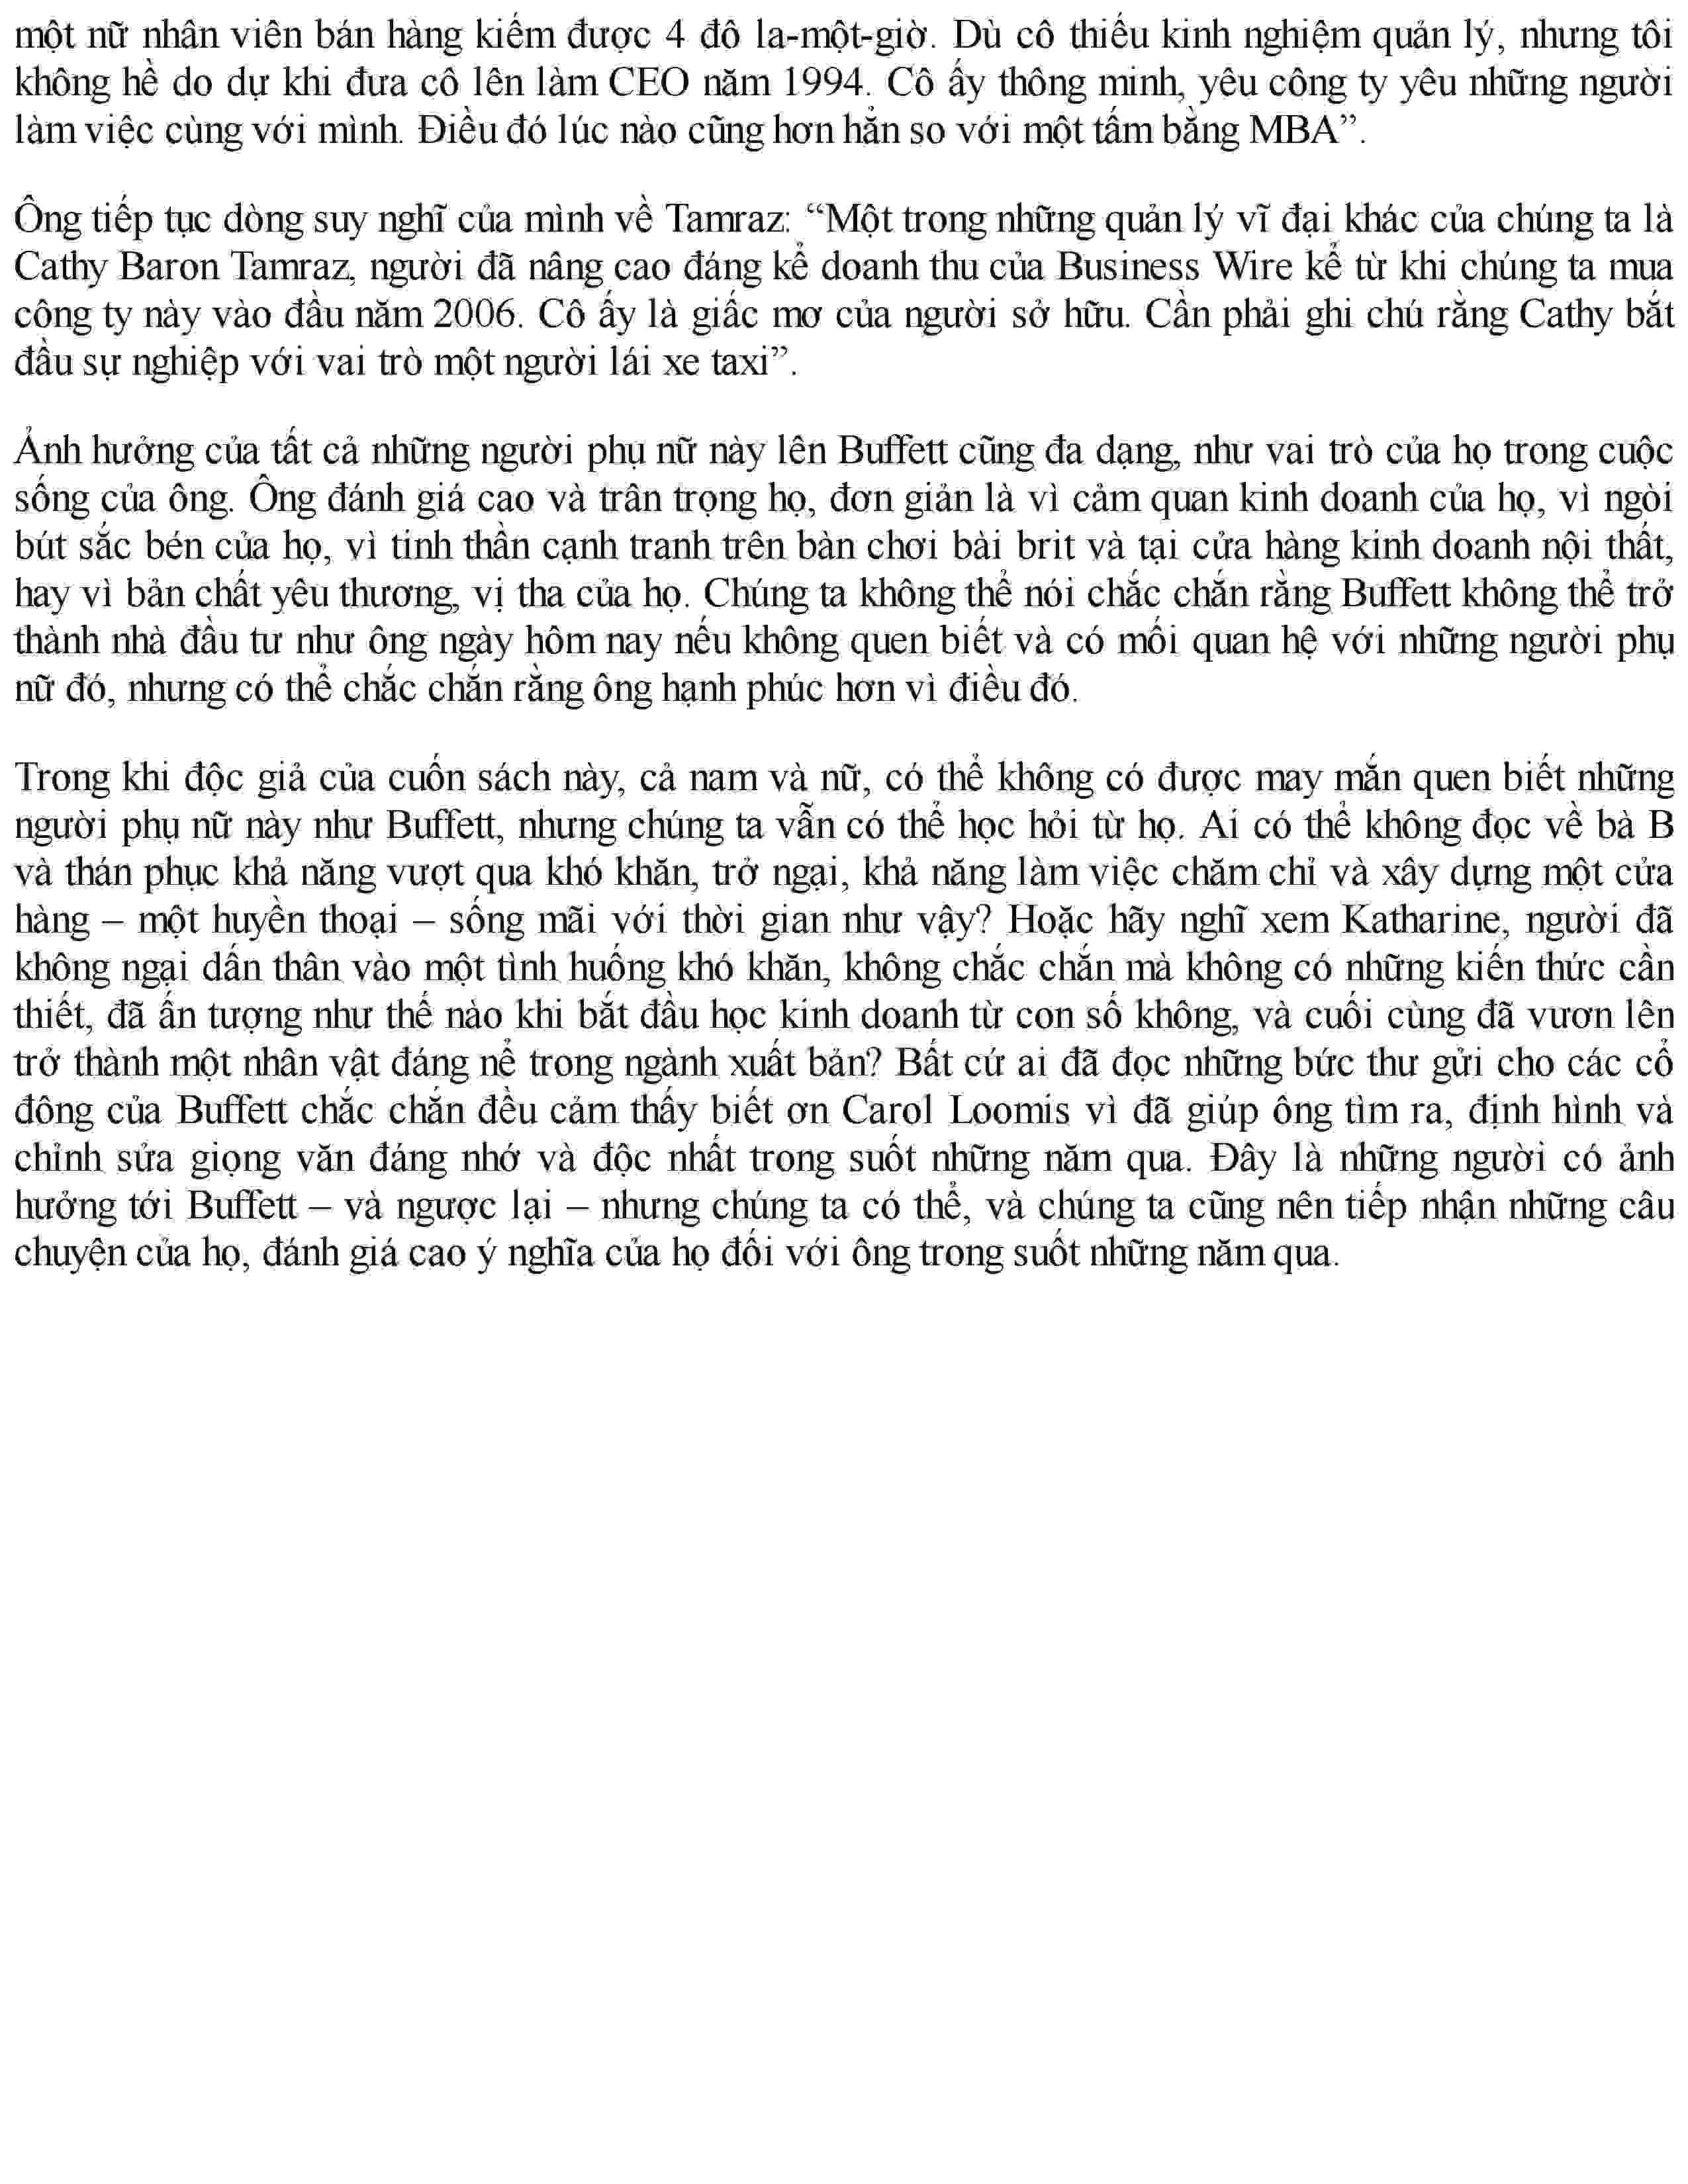 một nữ nhân viên bán hàng kiếm được 4 đô la-một-giờ. Dù cô thiếu kinh nghiệm quản lý, nhưng tôi
không hề do dự khi đưa cô lên làm CEO năm 1994. Cô ấy thông minh, yêu công ty yêu những người
làm việc cùng với mình. Điều đó lúc nào cũng hơn hẳn so với một tấm bằng MBA”.
Ông tiếp tục dòng suy nghĩ của mình về Tamraz: “Một trong những quản lý vĩ đại khác của chúng ta là
Cathy Baron Tamraz, người đã nâng cao đáng kể doanh thu của Business Wire kể từ khi chúng ta mua
công ty này vào đầu năm 2006. Cô ấy là giấc mơ của người sở hữu. Cần phải ghi chú rằng Cathy bắt
đầu sự nghiệp với vai trò một người lái xe taxi”.
Ảnh hưởng của tất cả những người phụ nữ này lên Buffett cũng đa dạng, như vai trò của họ trong cuộc
sống của ông. Ông đánh giá cao và trân trọng họ, đơn giản là vì cảm quan kinh doanh của họ, vì ngòi
bút sắc bén của họ, vì tinh thần cạnh tranh trên bàn chơi bài brit và tại cửa hàng kinh doanh nội thất,
hay vì bản chất yêu thương, vị tha của họ. Chúng ta không thể nói chắc chắn rằng Buffett không thể trở
thành nhà đầu tư như ông ngày hôm nay nếu không quen biết và có mối quan hệ với những người phụ
nữ đó, nhưng có thể chắc chắn rằng ông hạnh phúc hơn vì điều đó.
Trong khi độc giả của cuốn sách này, cả nam và nữ, có thể không có được may mắn quen biết những
người phụ nữ này như Buffett, nhưng chúng ta vẫn có thể học hỏi từ họ. Ai có thể không đọc về bà B
và thán phục khả năng vượt qua khó khăn, trở ngại, khả năng làm việc chăm chỉ và xây dựng một cửa
hàng – một huyền thoại – sống mãi với thời gian như vậy? Hoặc hãy nghĩ xem Katharine, người đã
không ngại dấn thân vào một tình huống khó khăn, không chắc chắn mà không có những kiến thức cần
thiết, đã ấn tượng như thế nào khi bắt đầu học kinh doanh từ con số không, và cuối cùng đã vươn lên
trở thành một nhân vật đáng nể trong ngành xuất bản? Bất cứ ai đã đọc những bức thư gửi cho các cổ
đông của Buffett chắc chắn đều cảm thấy biết ơn Carol Loomis vì đã giúp ông tìm ra, định hình và
chỉnh sửa giọng văn đáng nhớ và độc nhất trong suốt những năm qua. Đây là những người có ảnh
hưởng tới Buffett – và ngược lại – nhưng chúng ta có thể, và chúng ta cũng nên tiếp nhận những câu
chuyện của họ, đánh giá cao ý nghĩa của họ đối với ông trong suốt những năm qua.